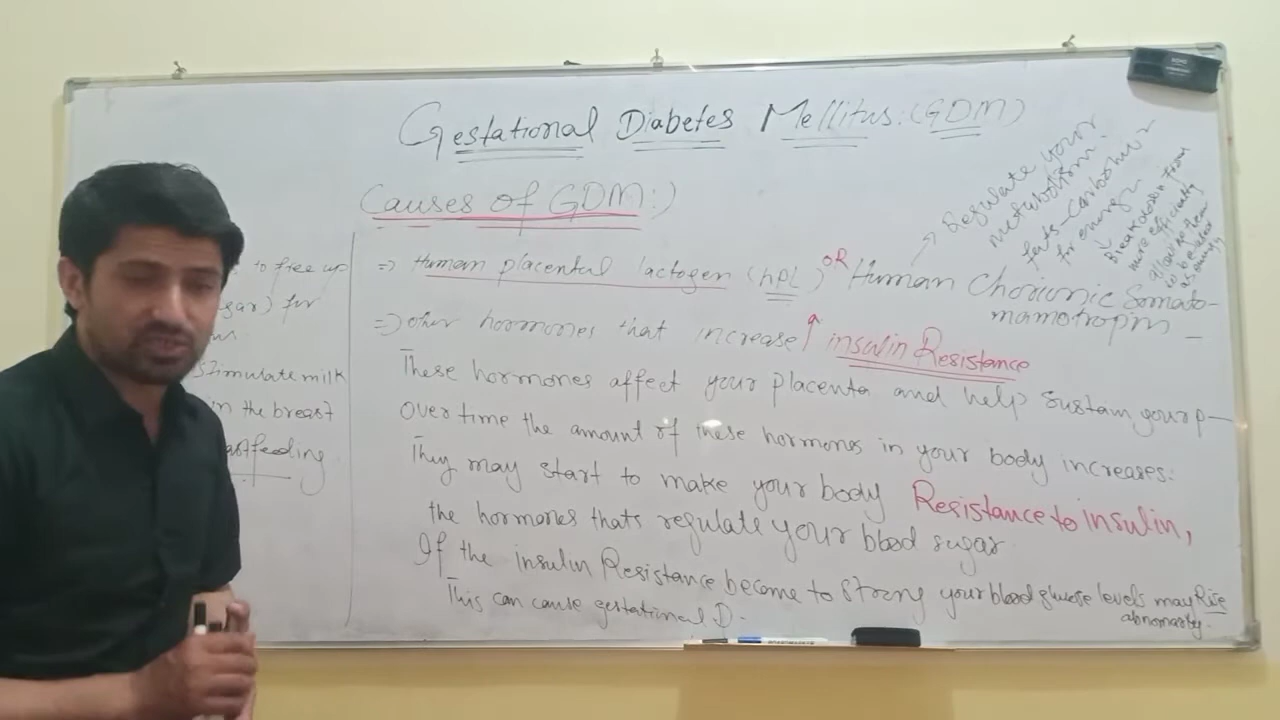 Gestational Diabetes Mellitus:(GDM)
Causes of GDM:)
=> Human placental lactogen (hPL) OR Human Chorionic Somato-
mamotropin
-> Regulate your
metabolism.
fats-
for energy
Breakdown
more efficiently
=> other hormones that increase ↑ insulin Resistance
These hormones affect your placenta and help sustain your p-
over time the amount of these hormones in your body increases.
They may start to make your body Resistance to insulin,
the hormones thats regulate your blood sugar
If the insulin Resistance become to strong your blood glucose levels may Rise
abnormaly.
This can cause gestational D.
to free up
gar) for
stimulate milk
in the breast
astfeeding